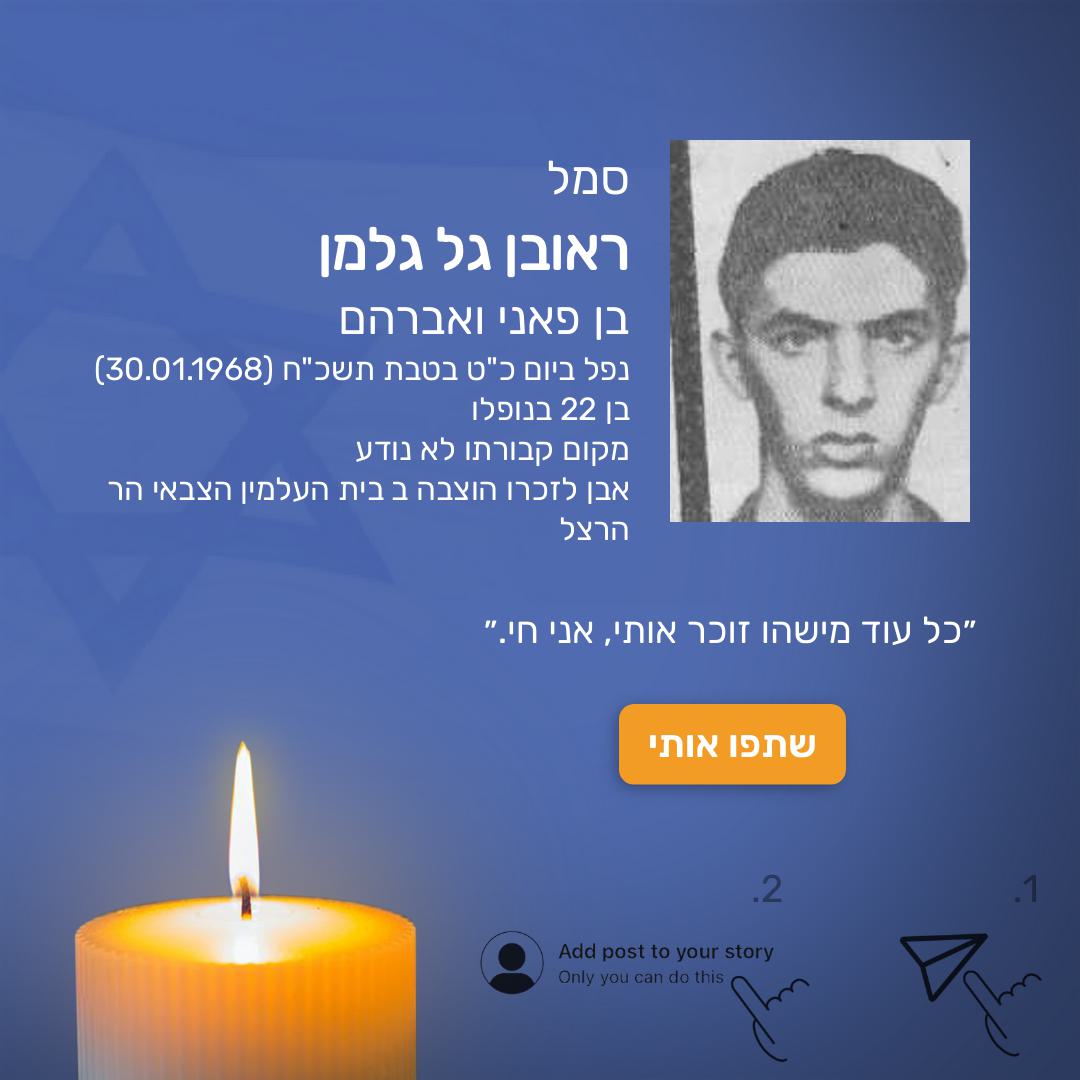 סמל
ראובן גל גלמן
בן פאני ואברהם
נפל ביום כ"ט בטבת תשכ"ח (30.01.1968)
בן 22 בנופלו
מקום קבורתו לא נודע
אבן לזכרו הוצבה ב בית העלמין הצבאי הר
הרצל
״כל עוד מישהו זוכר אותי, אני חי.״
שתפו אותי
1.
2.
Add post to your story
Only you can do this